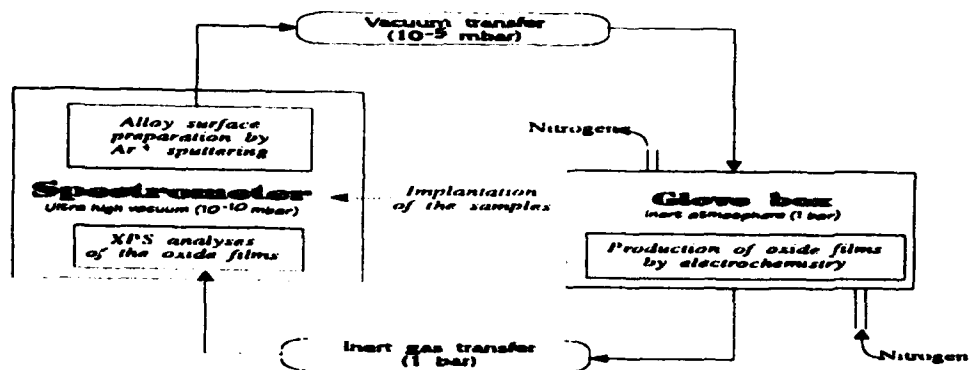 Vacuum transfer
(10-5 mbar)
Alloy surface
preparation by
Ar+ sputtering
Spectrometer
Ultra high vacuum (10-10 mbar)
XPS analyses
of the oxide films
Implantation
of the samples
Nitrogene
Glove box
Inert atmosphere (1 bar)
Production of oxide films
by electrochemistry
Inert gas transfer
(1 bar)
Nitrogen